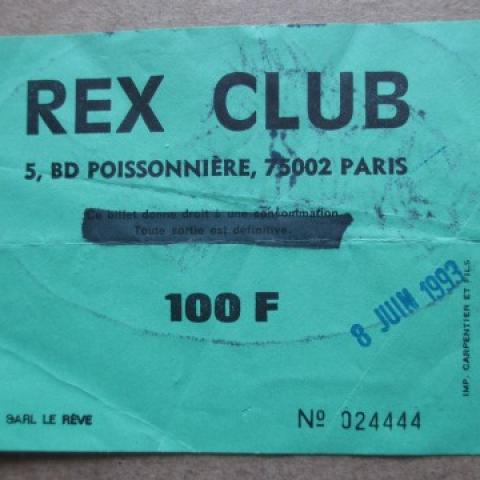 REX CLUB
5, BD POISSONNIÈRE, 75002 PARIS
Ce billet donne droit à une consommation
Toute sortie est définitive.
100 F
8 JUIN 1993
IMP. CARPENTIER ET FILS
SARL LE RÊVE
Nº 024444